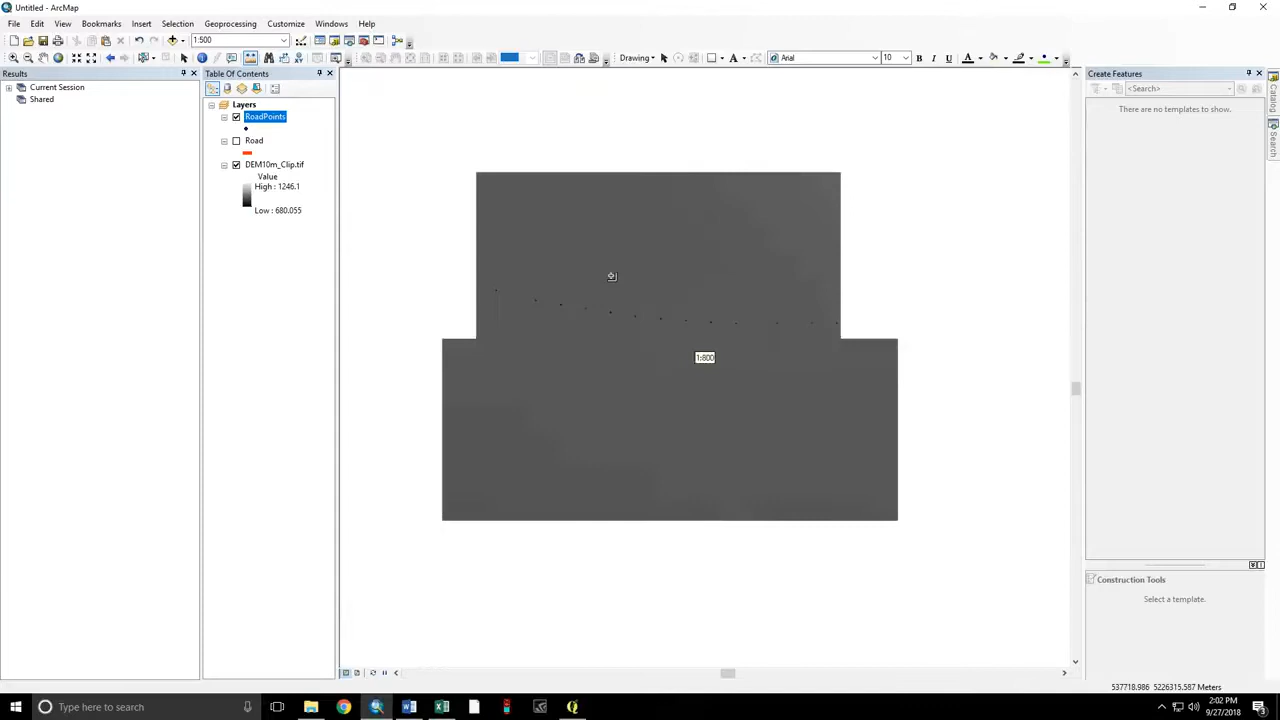 Untitled - ArcMap
File Edit View Bookmarks Insert Selection Geoprocessing Customize Windows Help
1:500
Drawing Arial 10 B I U A
Results
Current Session
Shared
Table Of Contents
Layers
RoadPoints
Road
DEM10m_Clip.tif
Value
High : 1246.1
Low : 680.055
1:800
Create Features
<Search>
There are no templates to show.
Construction Tools
Select a template.
Catalog
Search
537718.986 5226315.587 Meters
Type here to search
2:02 PM
9/27/2018